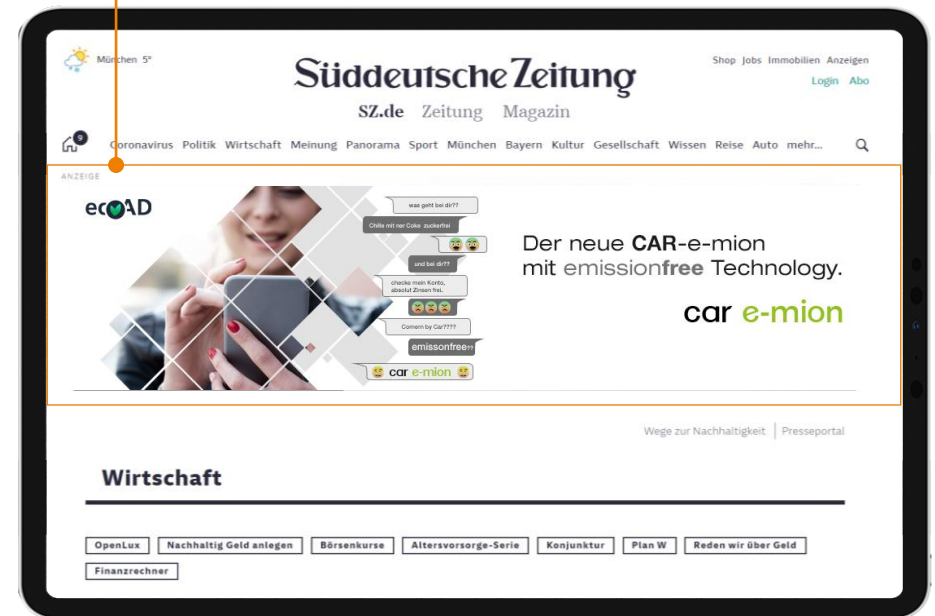 München 5°
Shop Jobs Immobilien Anzeigen
Süddeutsche Zeitung
Login Abo
SZ.de Zeitung Magazin
9
Coronavirus Politik Wirtschaft Meinung Panorama Sport München Bayern Kultur Gesellschaft Wissen Reise Auto mehr...
ANZEIGE
ecoAD
was geht bei dir??
Chille mit ner Coke zuckerfrei
und bei dir??
checke mein Konto,
absolut Zinsen frei.
Comern by Car????
emissonfree??
car e-mion
Der neue CAR-e-mion
mit emissionfree Technology.
car e-mion
Wege zur Nachhaltigkeit | Presseportal
Wirtschaft
OpenLux Nachhaltig Geld anlegen Börsenkurse Altersvorsorge-Serie Konjunktur Plan W Reden wir über Geld
Finanzrechner